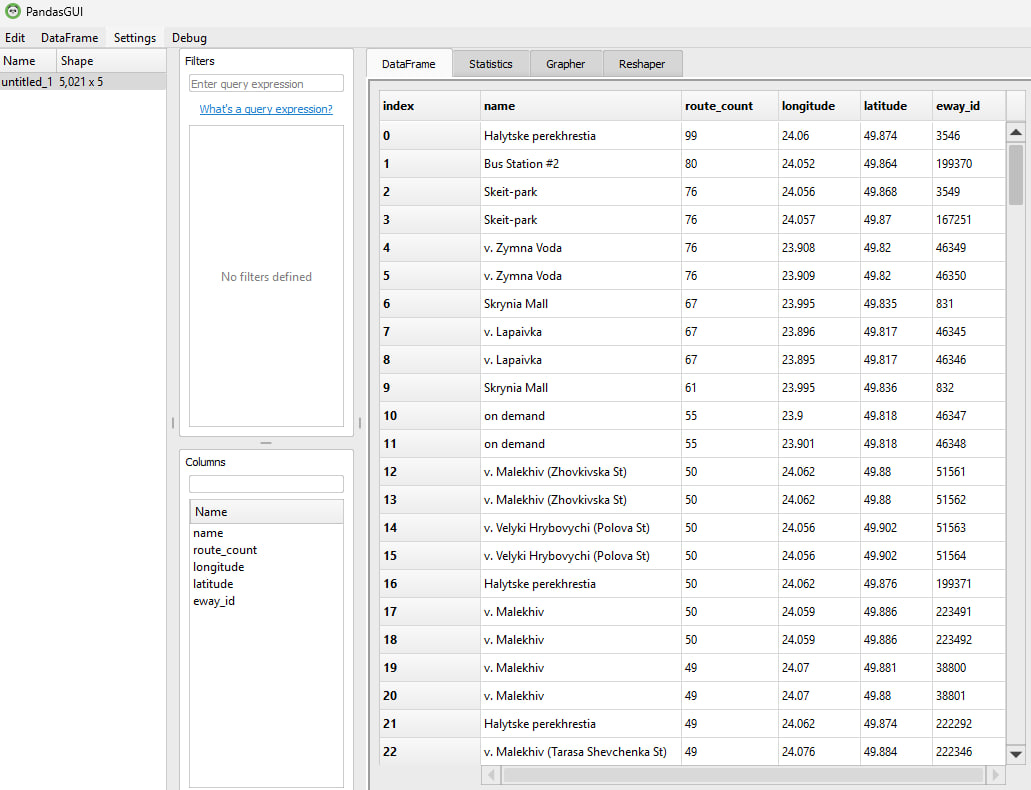 PandasGUI
Edit DataFrame Settings Debug
Name Shape
untitled_1 5,021 x 5
Filters
Enter query expression
What's a query expression?
No filters defined
Columns
Name
name
route_count
longitude
latitude
eway_id
DataFrame Statistics Grapher Reshaper
index name route_count longitude latitude eway_id
0 Halytske perekhrestia 99 24.06 49.874 3546
1 Bus Station #2 80 24.052 49.864 199370
2 Skeit-park 76 24.056 49.868 3549
3 Skeit-park 76 24.057 49.87 167251
4 v. Zymna Voda 76 23.908 49.82 46349
5 v. Zymna Voda 76 23.909 49.82 46350
6 Skrynia Mall 67 23.995 49.835 831
7 v. Lapaivka 67 23.896 49.817 46345
8 v. Lapaivka 67 23.895 49.817 46346
9 Skrynia Mall 61 23.995 49.836 832
10 on demand 55 23.9 49.818 46347
11 on demand 55 23.901 49.818 46348
12 v. Malekhiv (Zhovkivska St) 50 24.062 49.88 51561
13 v. Malekhiv (Zhovkivska St) 50 24.062 49.88 51562
14 v. Velyki Hrybovychi (Polova St) 50 24.056 49.902 51563
15 v. Velyki Hrybovychi (Polova St) 50 24.056 49.902 51564
16 Halytske perekhrestia 50 24.062 49.876 199371
17 v. Malekhiv 50 24.059 49.886 223491
18 v. Malekhiv 50 24.059 49.886 223492
19 v. Malekhiv 49 24.07 49.881 38800
20 v. Malekhiv 49 24.07 49.88 38801
21 Halytske perekhrestia 49 24.062 49.874 222292
22 v. Malekhiv (Tarasa Shevchenka St) 49 24.076 49.884 222346